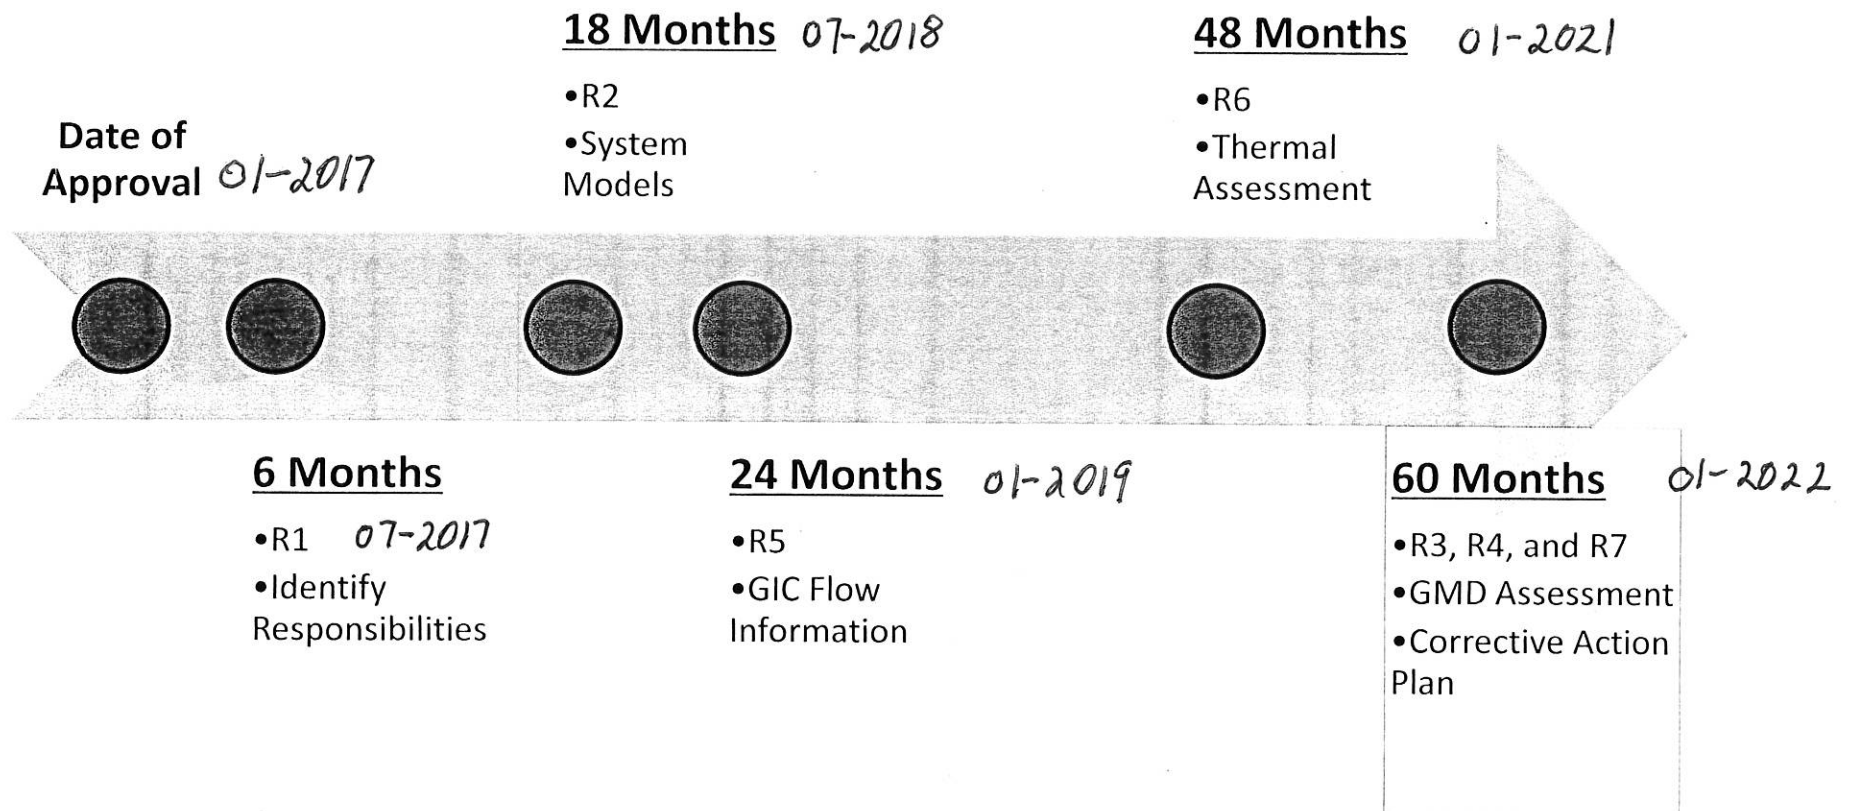 18 Months 07-2018
•R2
•System
Models
48 Months 01-2021
•R6
•Thermal
Assessment
Date of
Approval 01-2017
6 Months
•R1 07-2017
•Identify
Responsibilities
24 Months 01-2019
•R5
•GIC Flow
Information
60 Months 01-2022
•R3, R4, and R7
•GMD Assessment
•Corrective Action
Plan